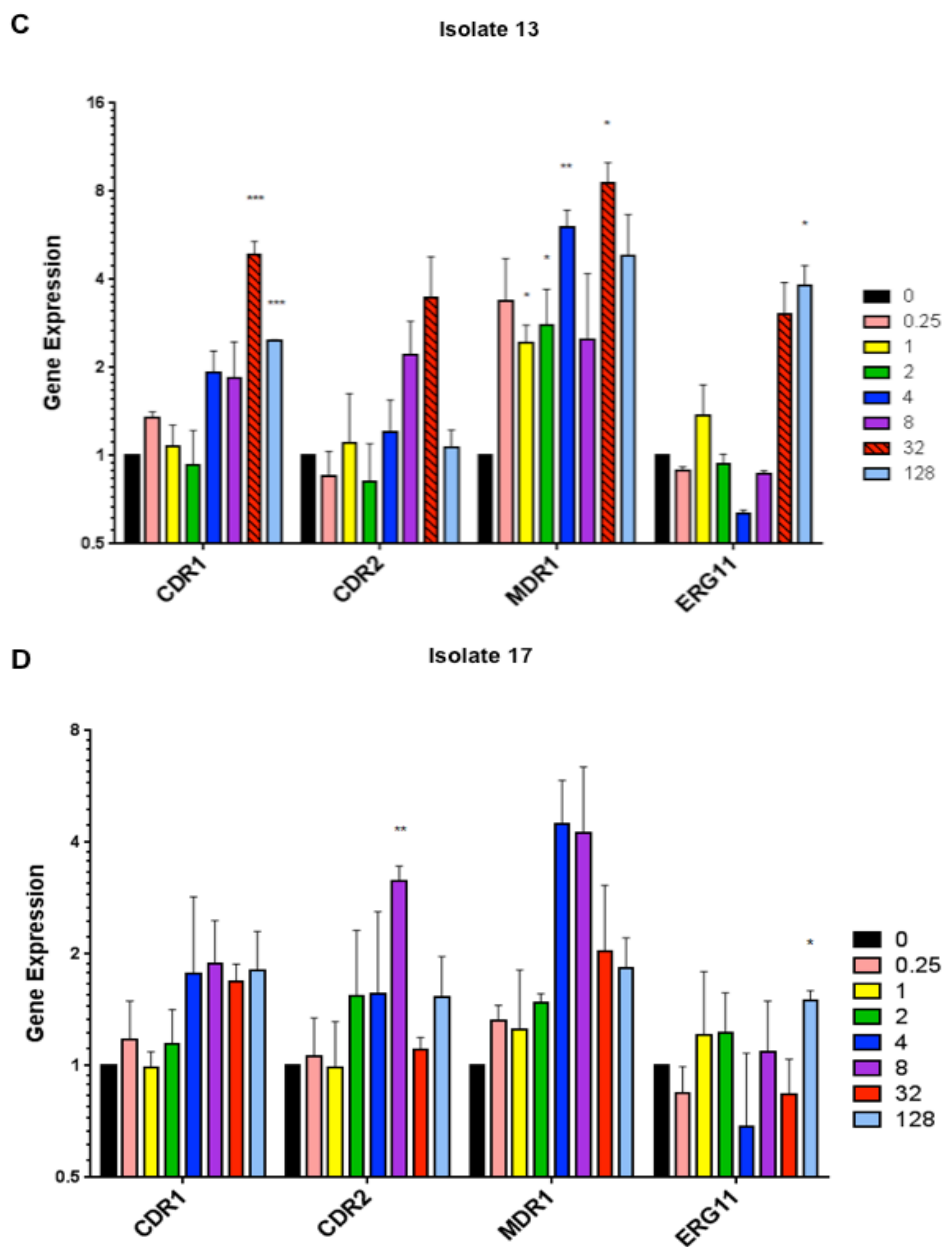 C
Isolate 13
16
8
4
2
1
0.5
Gene Expression
***
***
*
*
**
*
*
CDR1
CDR2
MDR1
ERG11
0
0.25
1
2
4
8
32
128
D
Isolate 17
8
4
2
1
0.5
Gene Expression
**
*
CDR1
CDR2
MDR1
ERG11
0
0.25
1
2
4
8
32
128